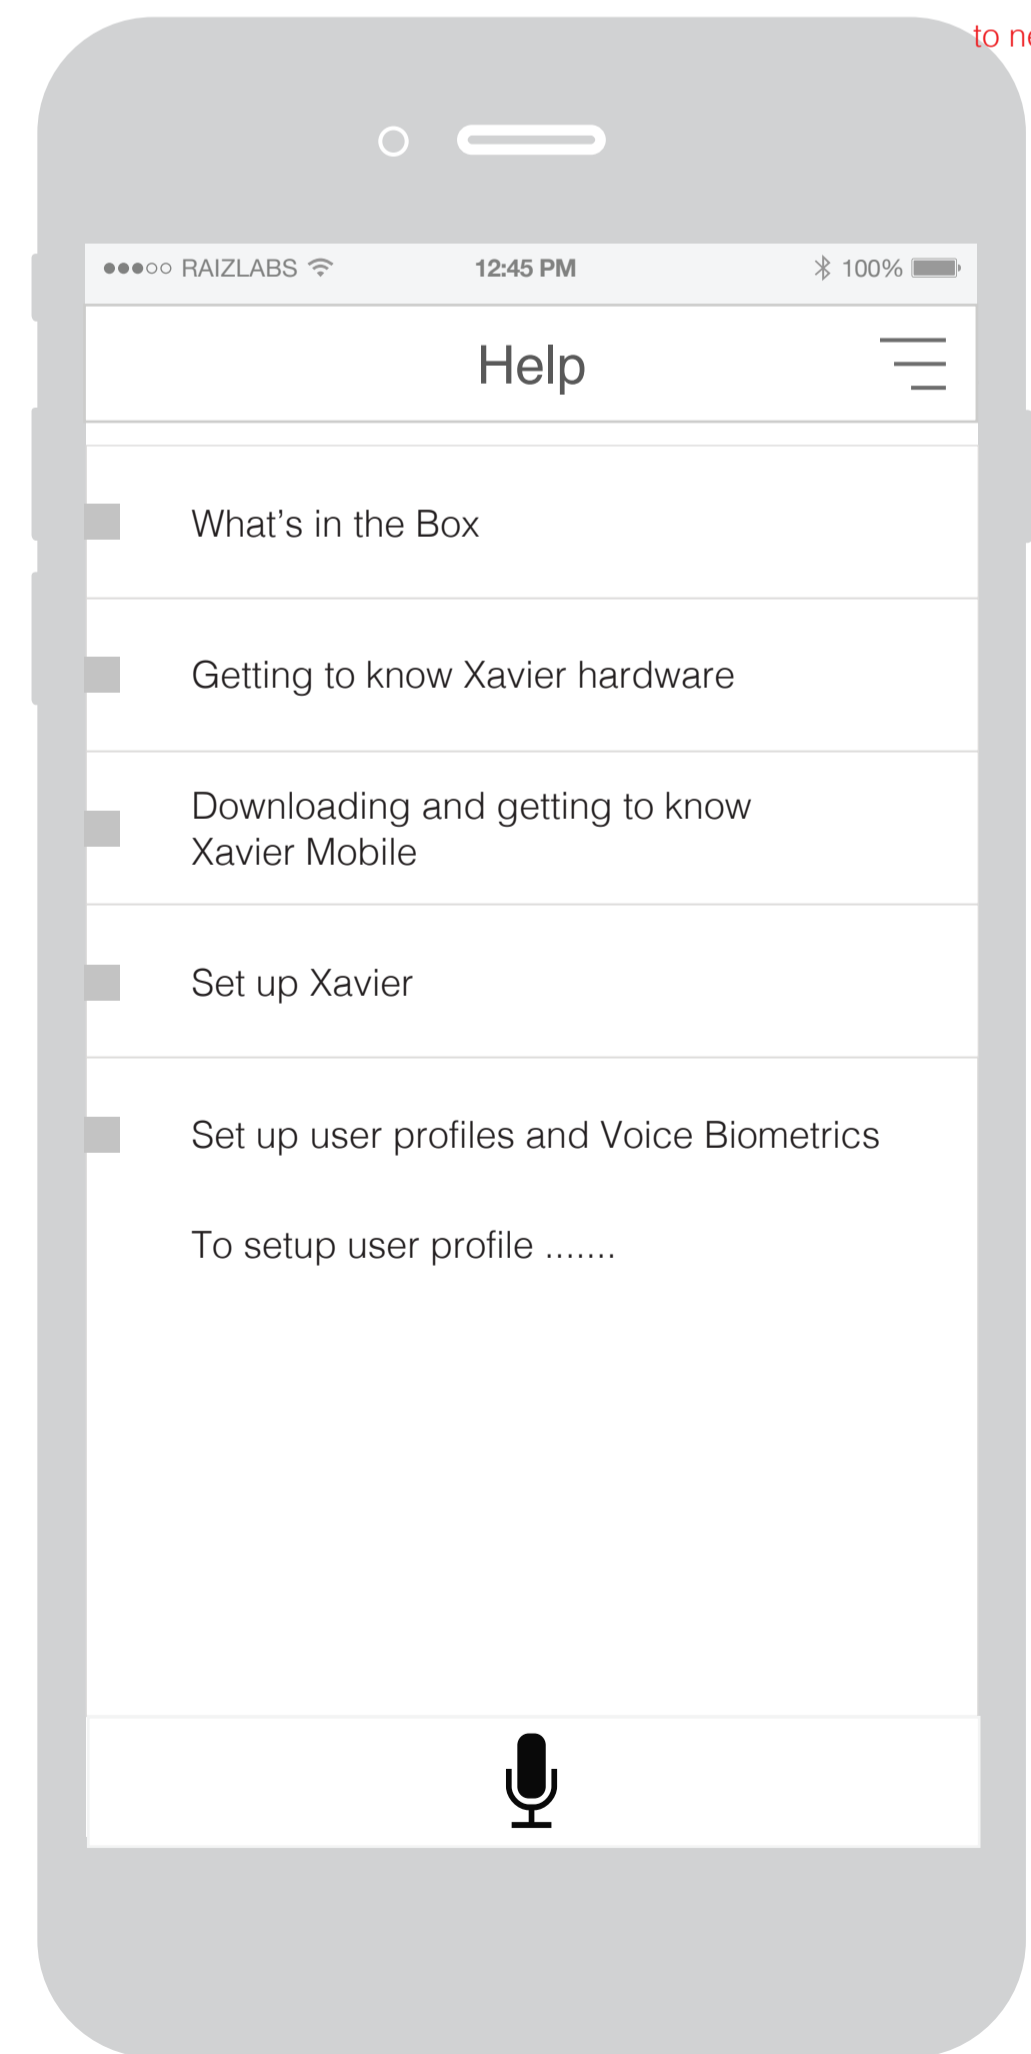 to
RAIZLABS 12:45 PM 100%
Help
What’s in the Box
Getting to know Xavier hardware
Downloading and getting to know
Xavier Mobile
Set up Xavier
Set up user profiles and Voice Biometrics
To setup user profile .......